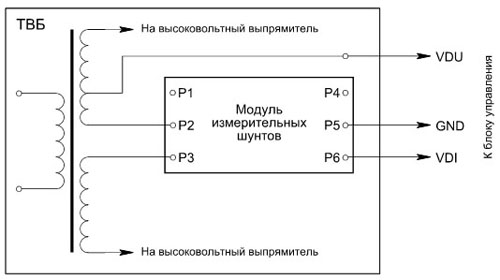 ТВБ
На высоковольтный выпрямитель
VDU
P1
P4
Модуль
измерительных
шунтов
P2
P5
GND
P3
P6
VDI
На высоковольтный выпрямитель
К блоку управления